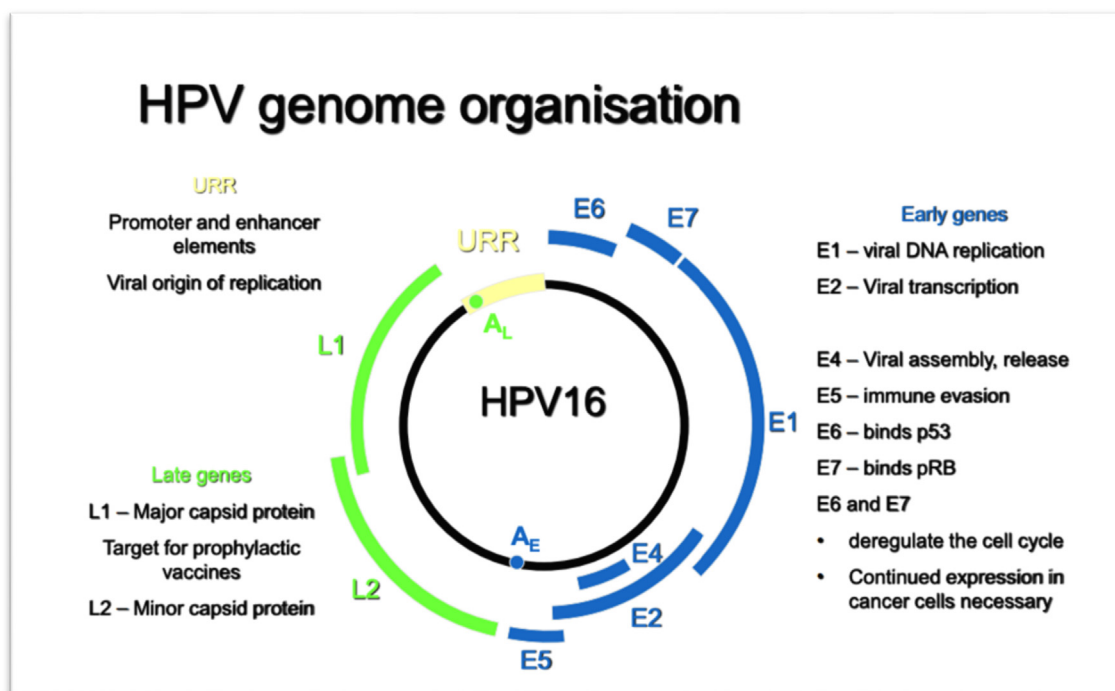 HPV genome organisation
URR
Promoter and enhancer
elements
Viral origin of replication
Late genes
L1 – Major capsid protein
Target for prophylactic
vaccines
L2 – Minor capsid protein
URR
E6
E7
A_L
L1
HPV16
E1
A_E
E4
L2
E2
E5
Early genes
E1 – viral DNA replication
E2 – Viral transcription
E4 – Viral assembly, release
E5 – immune evasion
E6 – binds p53
E7 – binds pRB
E6 and E7
• deregulate the cell cycle
• Continued expression in
cancer cells necessary